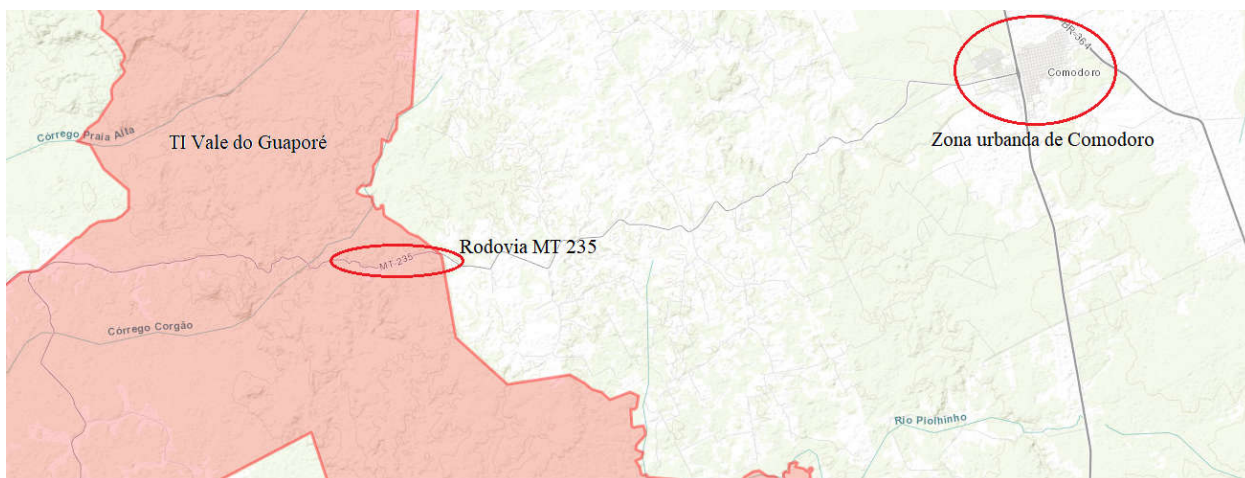 BR-364
Comodoro
Córrego Praia Alta
TI Vale do Guaporé
Zona urbanda de Comodoro
Rodovia MT 235
MT-235
Córrego Corgão
Rio Piolhinho